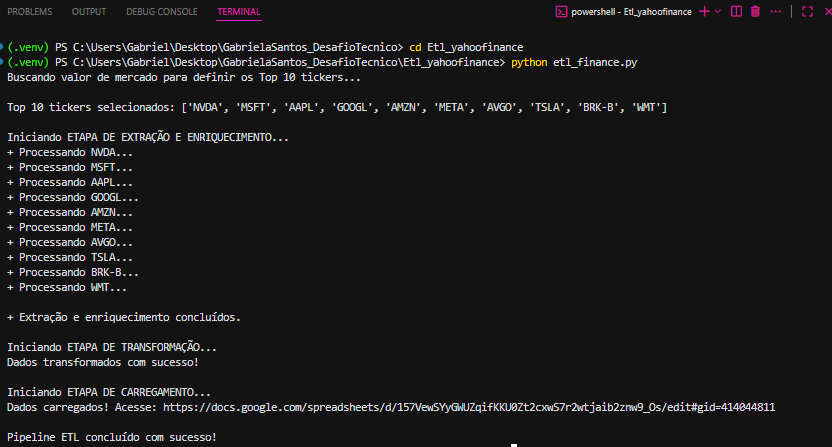 PROBLEMS OUTPUT DEBUG CONSOLE TERMINAL powershell - Etl_yahoofinance
(.venv) PS C:\Users\Gabriel\Desktop\GabrielaSantos_DesafioTecnico> cd Etl_yahoofinance
(.venv) PS C:\Users\Gabriel\Desktop\GabrielaSantos_DesafioTecnico\Etl_yahoofinance> python etl_finance.py
Buscando valor de mercado para definir os Top 10 tickers...
Top 10 tickers selecionados: ['NVDA', 'MSFT', 'AAPL', 'GOOGL', 'AMZN', 'META', 'AVGO', 'TSLA', 'BRK-B', 'WMT']
Iniciando ETAPA DE EXTRAÇÃO E ENRIQUECIMENTO...
+ Processando NVDA...
+ Processando MSFT...
+ Processando AAPL...
+ Processando GOOGL...
+ Processando AMZN...
+ Processando META...
+ Processando AVGO...
+ Processando TSLA...
+ Processando BRK-B...
+ Processando WMT...
+ Extração e enriquecimento concluídos.
Iniciando ETAPA DE TRANSFORMAÇÃO...
Dados transformados com sucesso!
Iniciando ETAPA DE CARREGAMENTO...
Dados carregados! Acesse: https://docs.google.com/spreadsheets/d/157VewSYyGWUZqifKKU0Zt2cxwS7r2wtjaib2znw9_Os/edit#gid=414044811
Pipeline ETL concluído com sucesso!